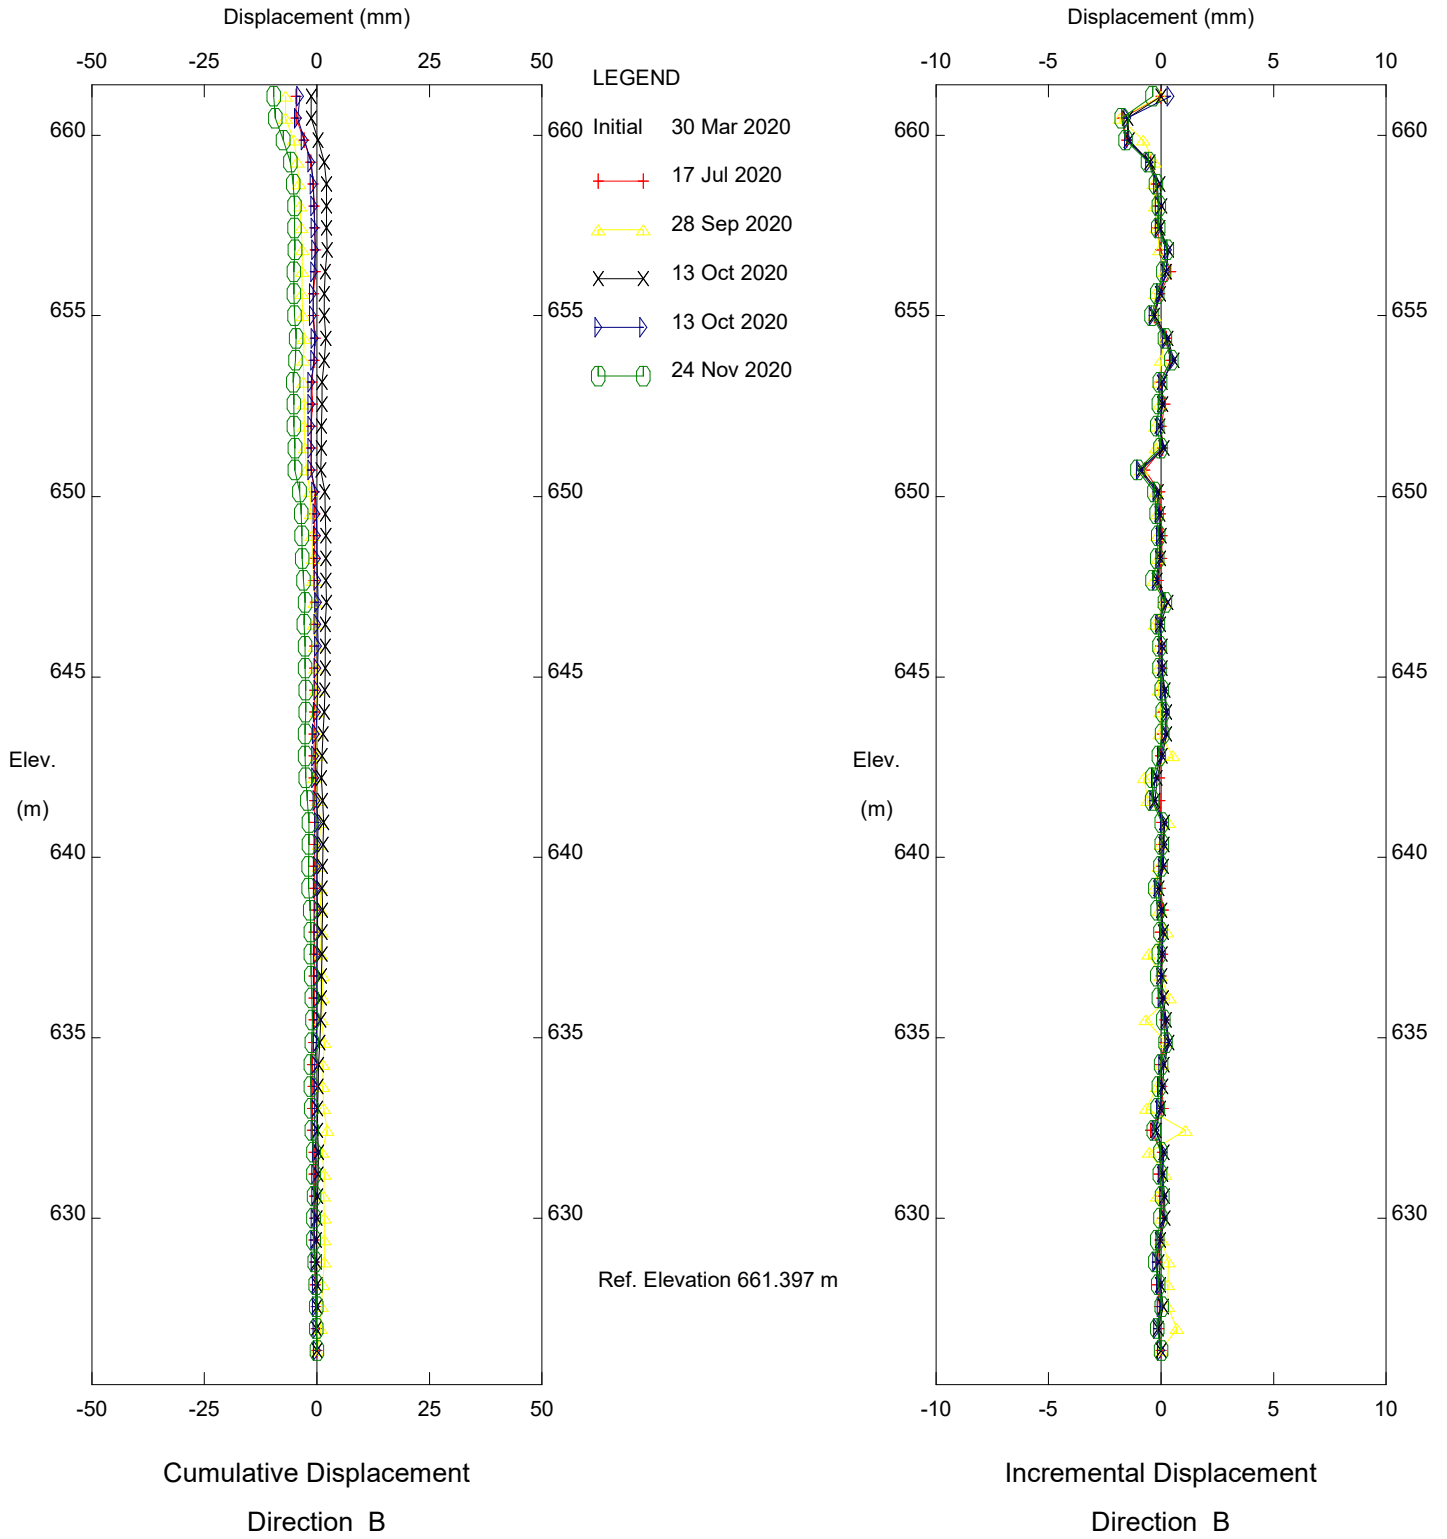 Displacement (mm)
-50 -25 0 25 50
660 660
655 655
650 650
645 645
640 640
635 635
630 630
Elev.
(m)
-50 -25 0 25 50
Cumulative Displacement
Direction B
LEGEND
Initial 30 Mar 2020
17 Jul 2020
28 Sep 2020
13 Oct 2020
13 Oct 2020
24 Nov 2020
Ref. Elevation 661.397 m
Displacement (mm)
-10 -5 0 5 10
660 660
655 655
650 650
645 645
640 640
635 635
630 630
Elev.
(m)
-10 -5 0 5 10
Incremental Displacement
Direction B